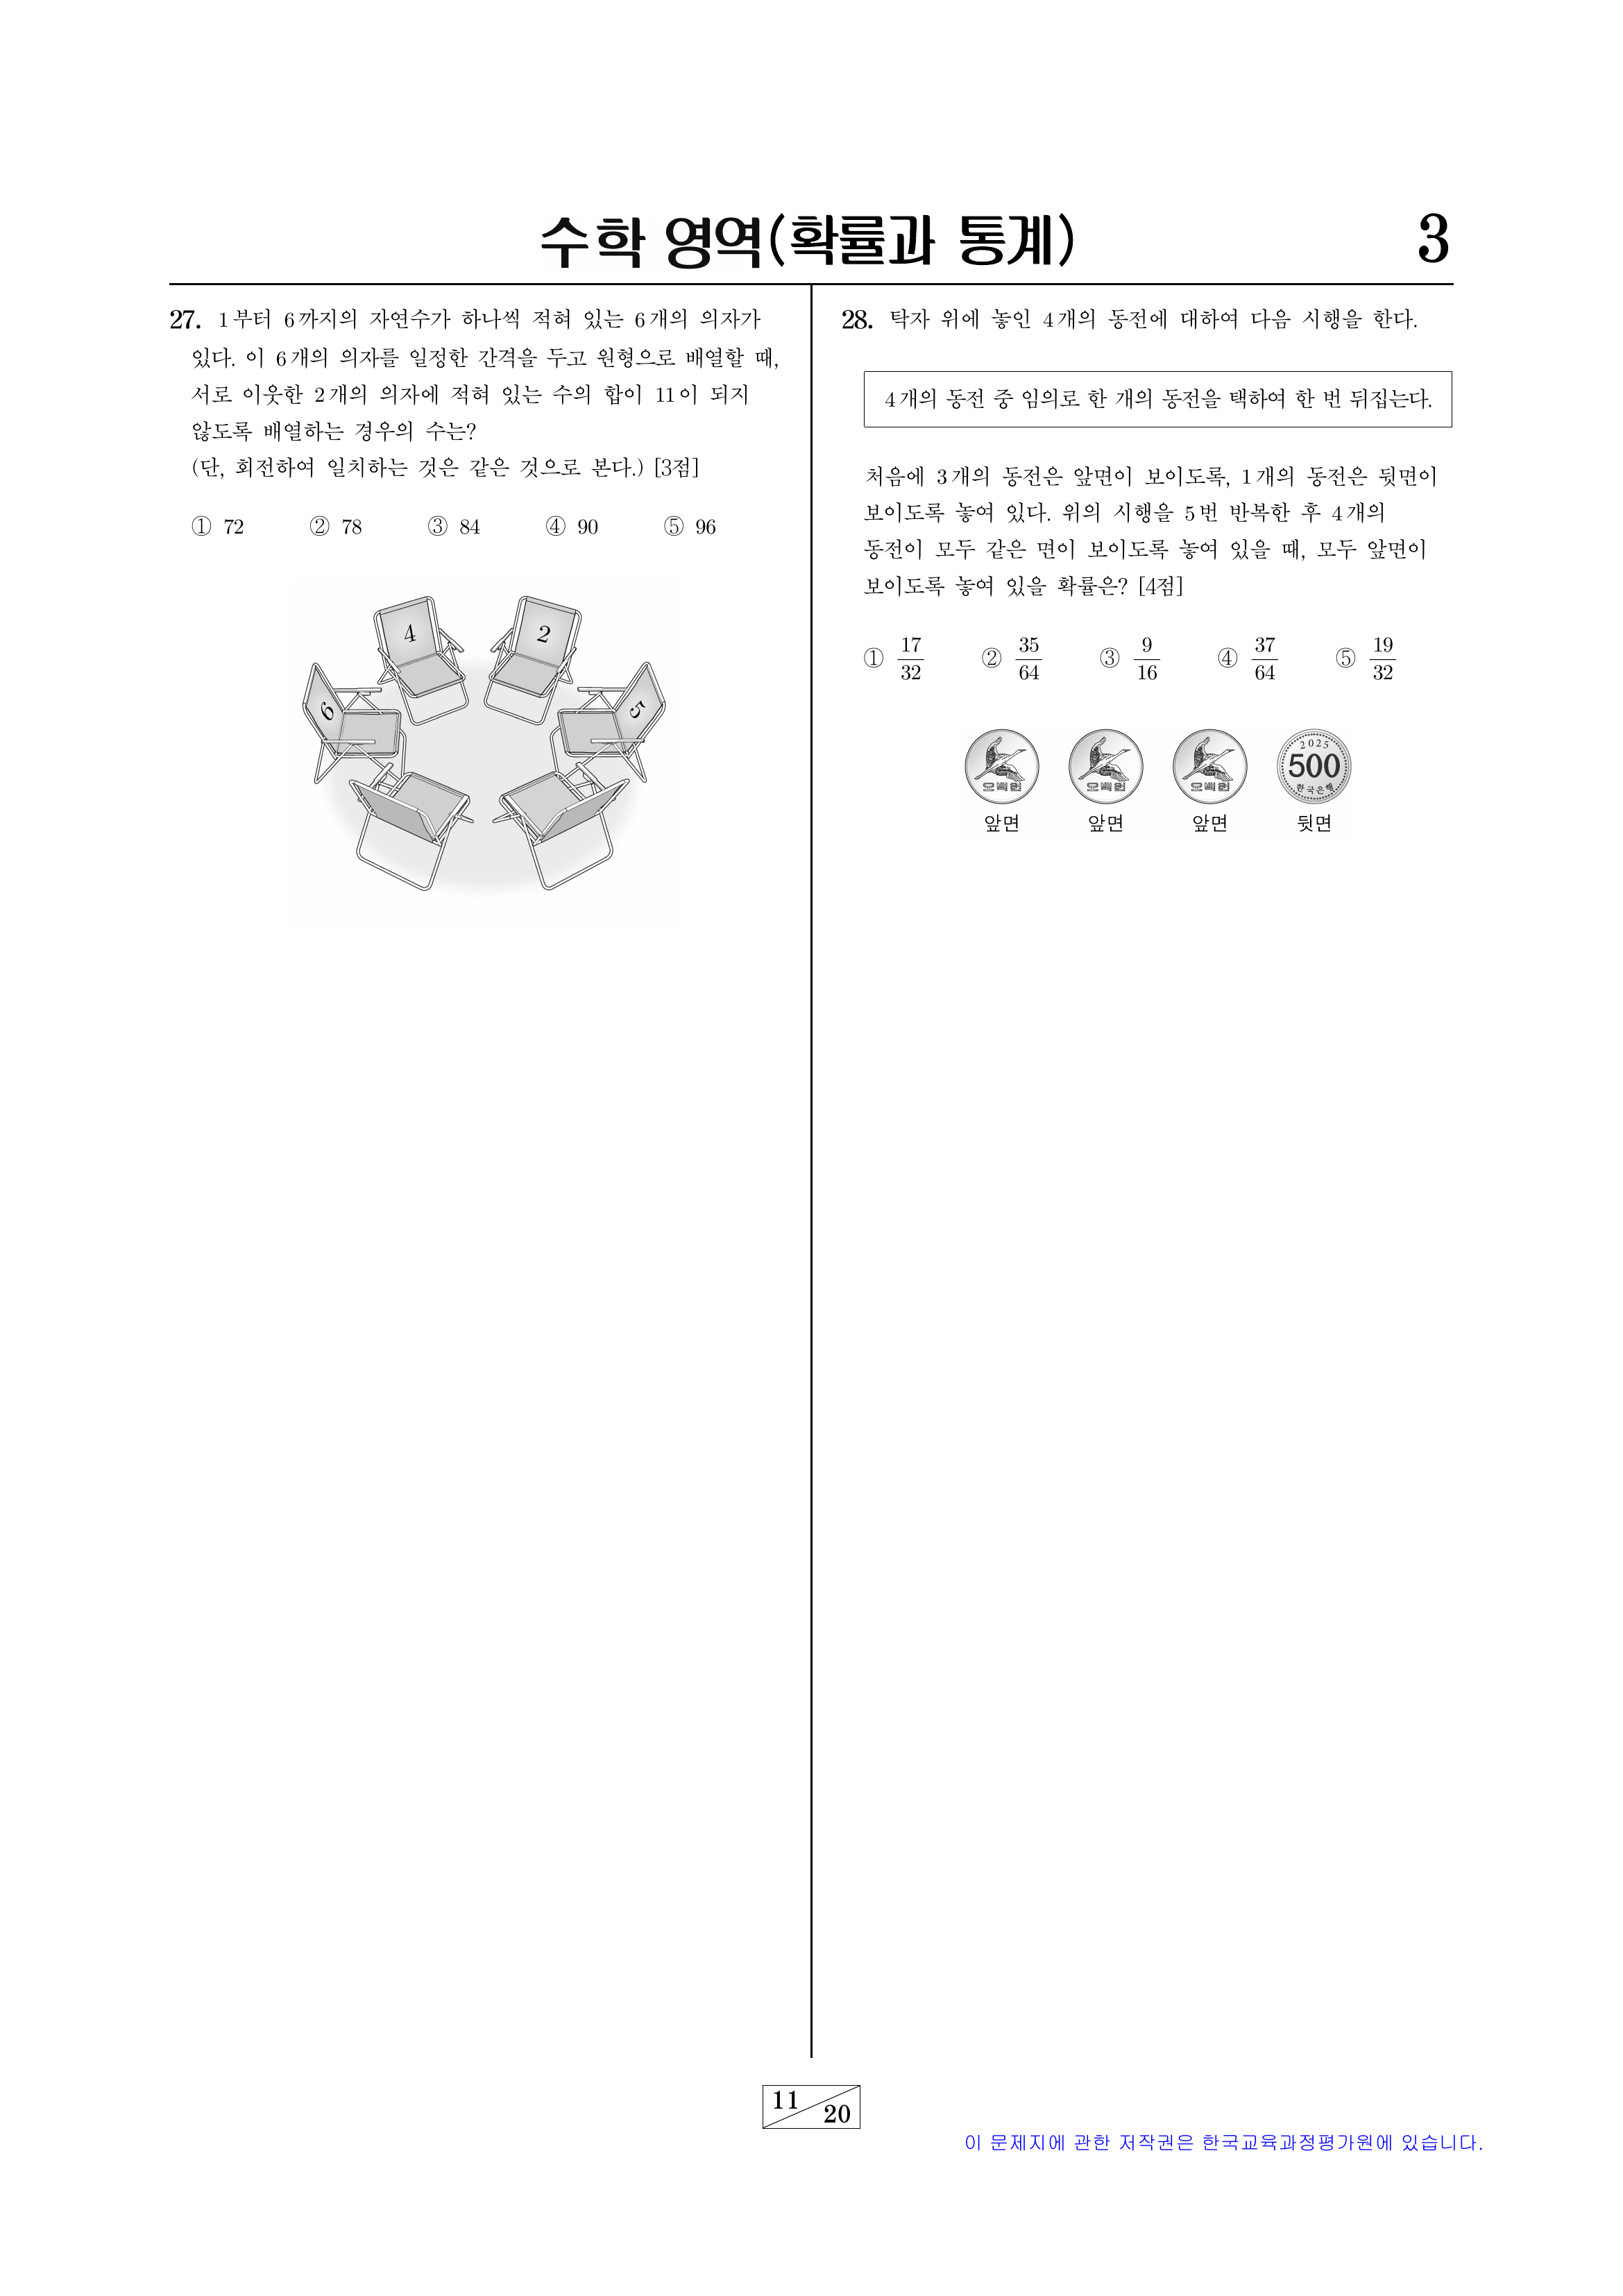 수학 영역(확률과 통계)
3
27. 1부터 6까지의 자연수가 하나씩 적혀 있는 6개의 의자가
있다. 이 6개의 의자를 일정한 간격을 두고 원형으로 배열할 때,
서로 이웃한 2개의 의자에 적혀 있는 수의 합이 11이 되지
않도록 배열하는 경우의 수는?
(단, 회전하여 일치하는 것은 같은 것으로 본다.) [3점]
① 72 ② 78 ③ 84 ④ 90 ⑤ 96
4 2
6 5
28. 탁자 위에 놓인 4개의 동전에 대하여 다음 시행을 한다.
4개의 동전 중 임의로 한 개의 동전을 택하여 한 번 뒤집는다.
처음에 3개의 동전은 앞면이 보이도록, 1개의 동전은 뒷면이
보이도록 놓여 있다. 위의 시행을 5번 반복한 후 4개의
동전이 모두 같은 면이 보이도록 놓여 있을 때, 모두 앞면이
보이도록 놓여 있을 확률은? [4점]
① 17/32 ② 35/64 ③ 9/16 ④ 37/64 ⑤ 19/32
오백원 오백원 오백원 2025 500 한국은행
앞면 앞면 앞면 뒷면
11 20
이 문제지에 관한 저작권은 한국교육과정평가원에 있습니다.